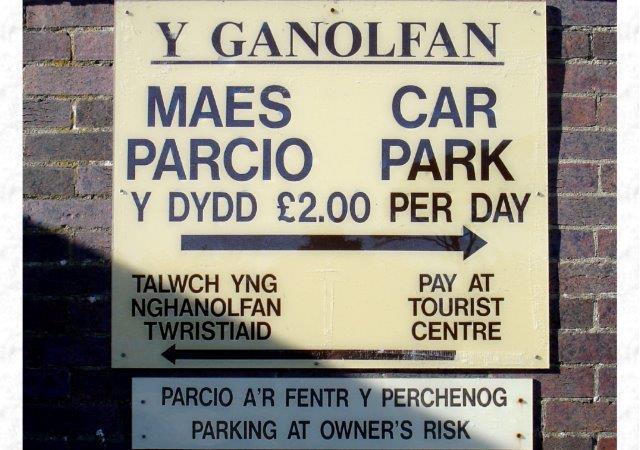 Y GANOLFAN
MAES CAR
PARCIO PARK
Y DYDD £2.00 PER DAY
TALWCH YNG PAY AT
NGHANOLFAN TOURIST
TWRISTIAID CENTRE
PARCIO A'R FENTR Y PERCHENOG
PARKING AT OWNER'S RISK